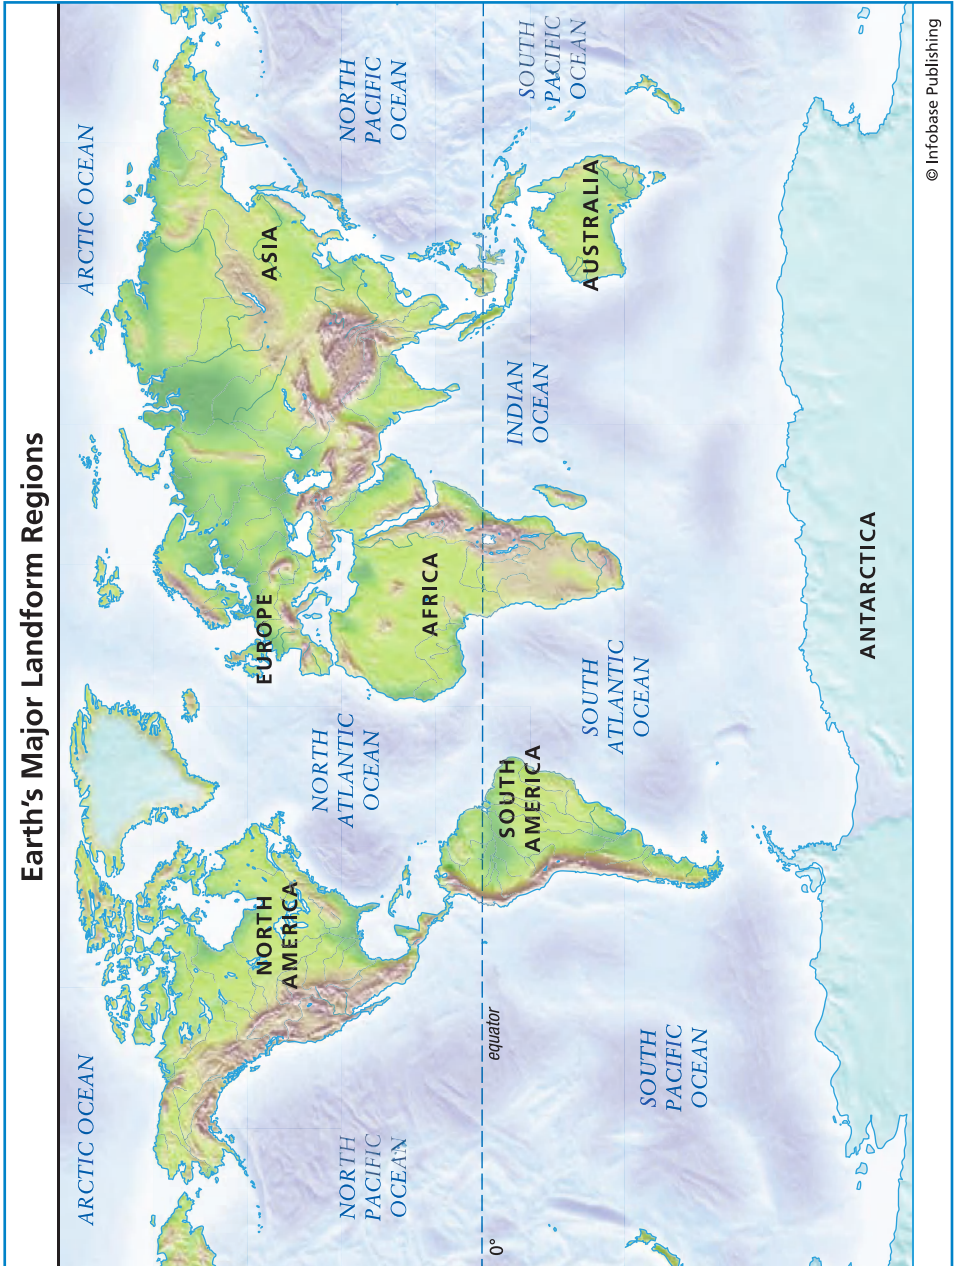 Earth's Major Landform Regions
ARCTIC OCEAN
ARCTIC OCEAN
NORTH
AMERICA
EUROPE
ASIA
NORTH
PACIFIC
OCEAN
NORTH
ATLANTIC
OCEAN
NORTH
PACIFIC
OCEAN
AFRICA
0°
equator
SOUTH
AMERICA
INDIAN
OCEAN
SOUTH
PACIFIC
OCEAN
AUSTRALIA
SOUTH
PACIFIC
OCEAN
SOUTH
ATLANTIC
OCEAN
ANTARCTICA
© Infobase Publishing